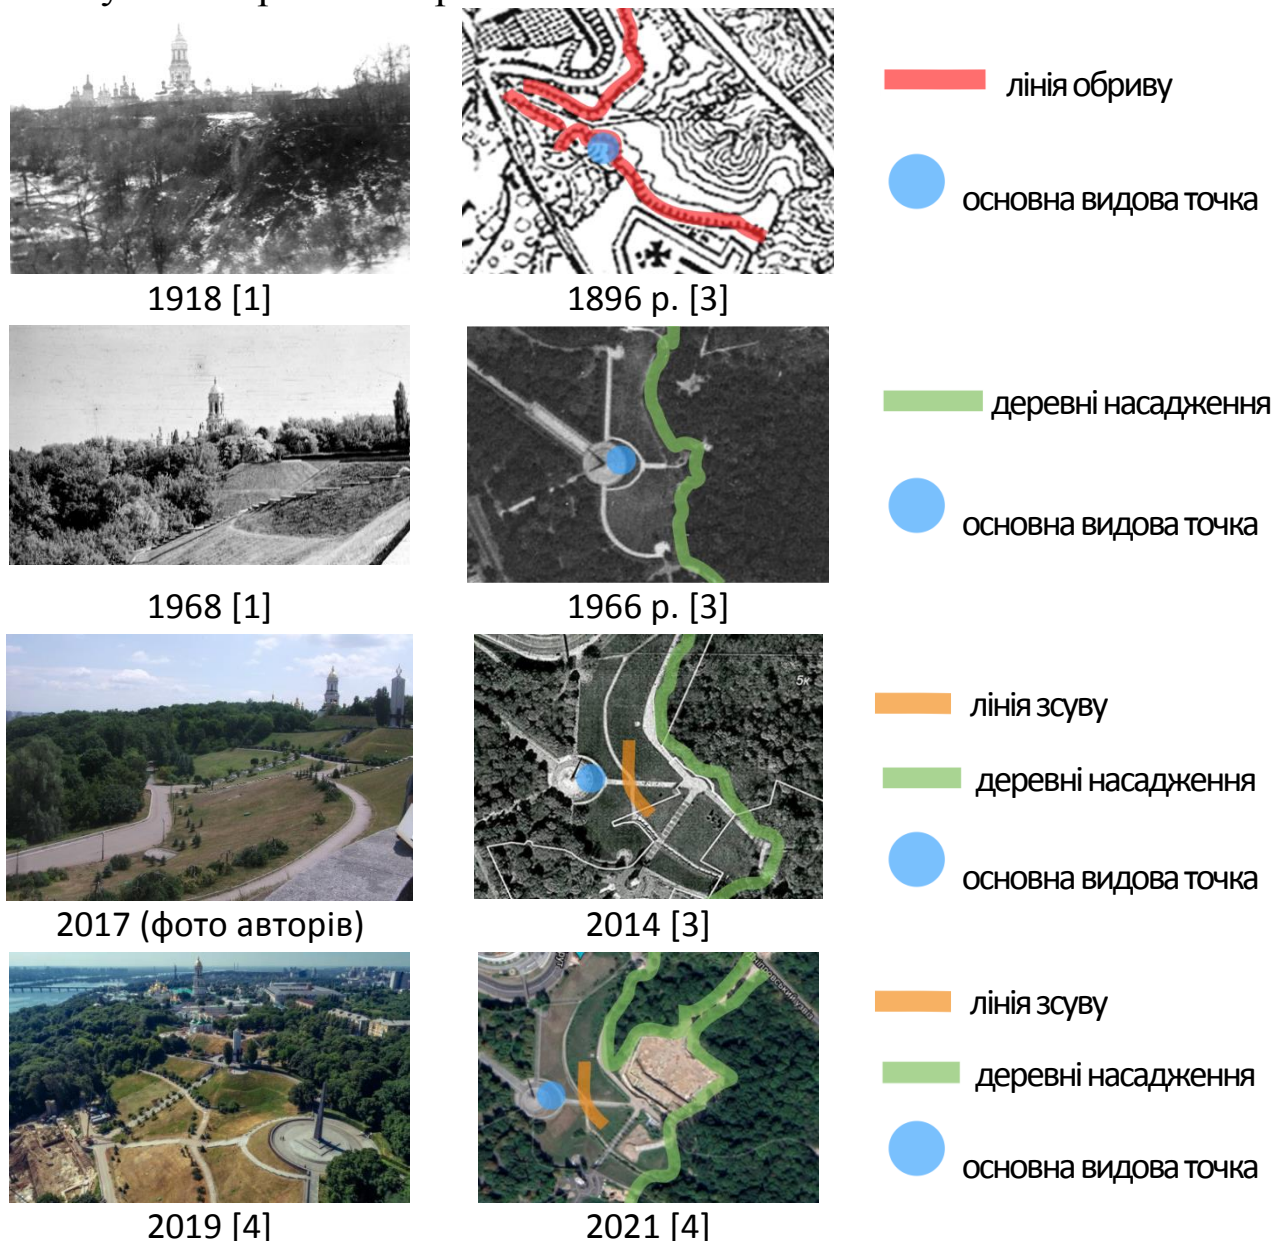 лінія обриву
основна видова точка
1918 [1]
1896 р. [3]
деревні насадження
основна видова точка
1968 [1]
1966 р. [3]
5к
лінія зсуву
деревні насадження
основна видова точка
2017 (фото авторів)
2014 [3]
лінія зсуву
деревні насадження
основна видова точка
2019 [4]
2021 [4]